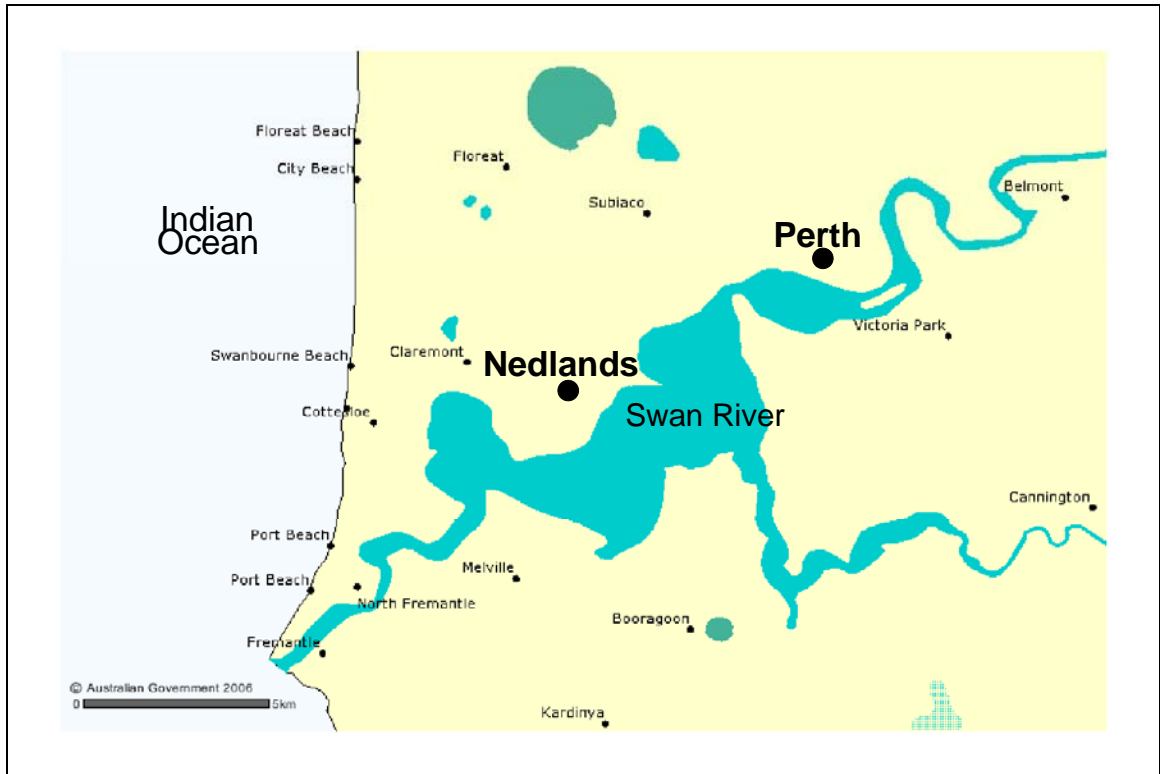 Floreat Beach
Floreat
City Beach
Belmont
Subiaco
Indian
Ocean
Perth
Victoria Park
Swanbourne Beach
Claremont
Nedlands
Cottesloe
Swan River
Cannington
Port Beach
Melville
Port Beach
North Fremantle
Booragoon
Fremantle
© Australian Government 2006
0
5km
Kardinya